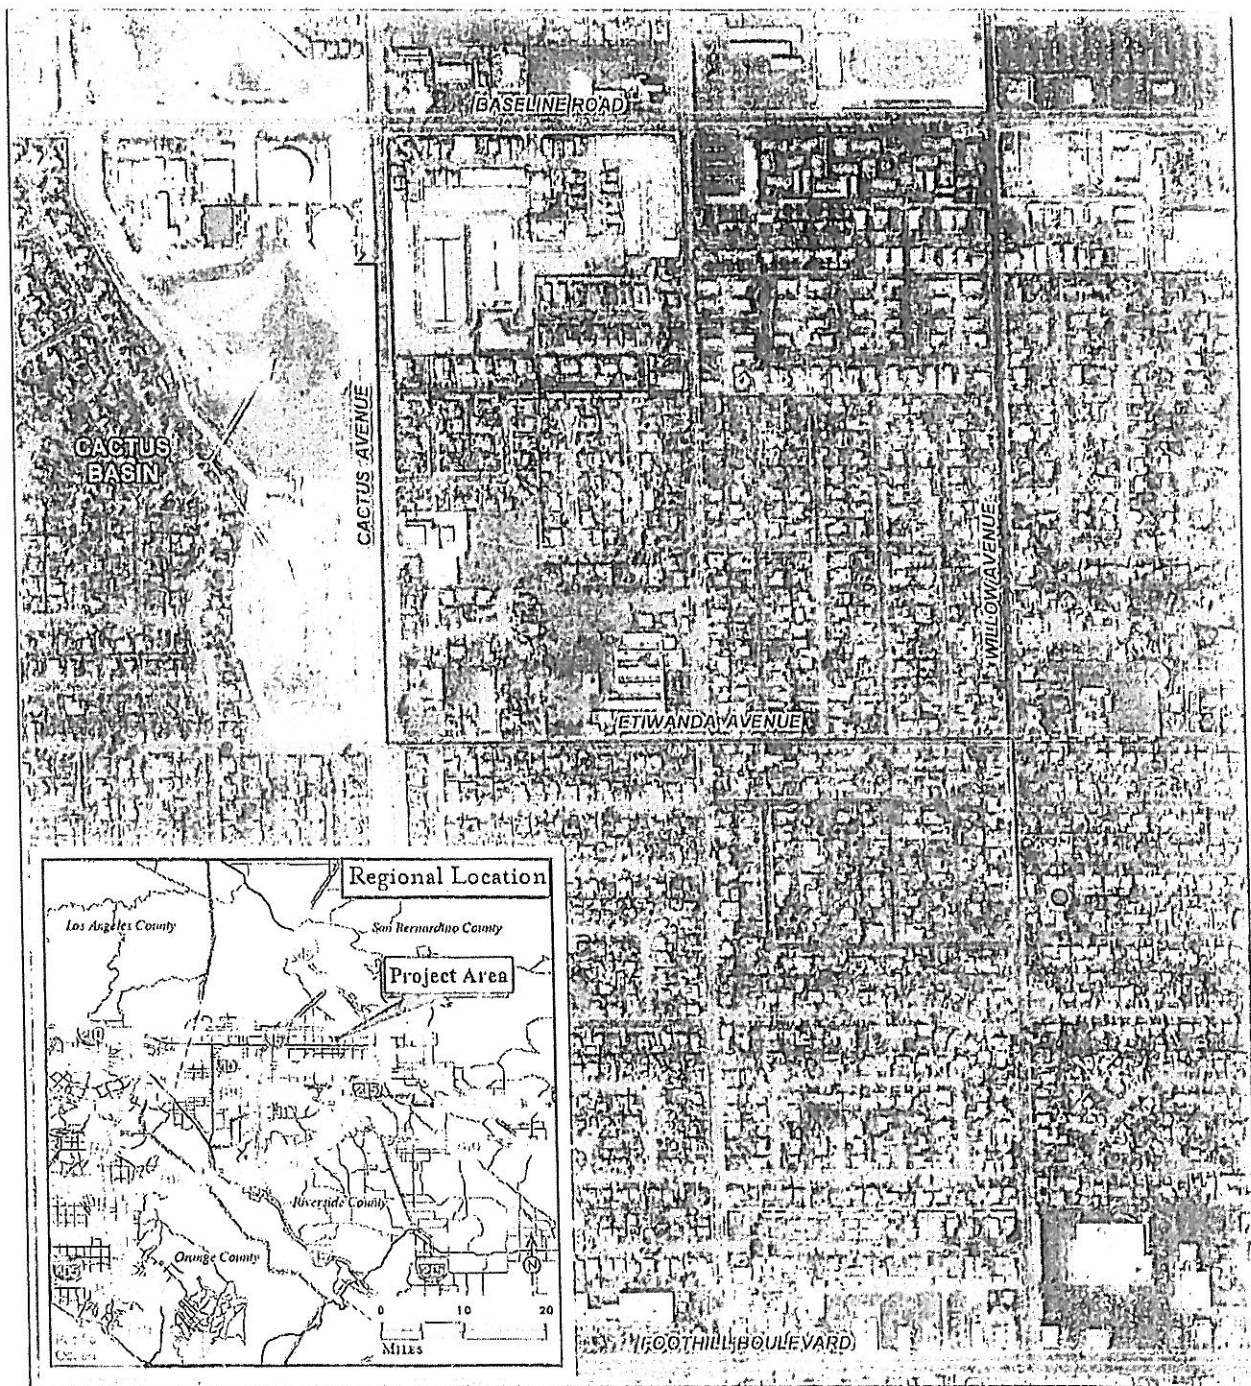 BASELINE ROAD
CACTUS
BASIN
CACTUS AVENUE
WILLOW AVENUE
ETIWANDA AVENUE
Regional Location
Los Angeles County
San Bernardino County
Project Area
Riverside County
Orange County
N
0 10 20
MILES
FOOTHILL BOULEVARD